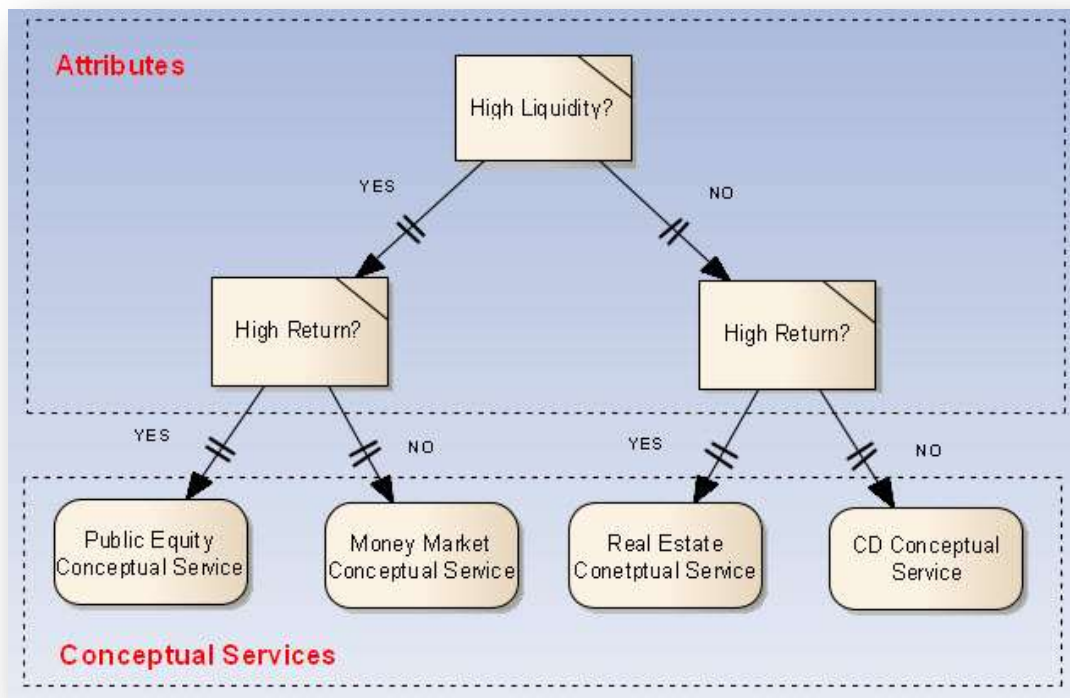 Attributes
High Liquidity?
YES
NO
High Return?
High Return?
YES
NO
YES
NO
Public Equity
Conceptual Service
Money Market
Conceptual Service
Real Estate
Conetptual Service
CD Conceptual
Service
Conceptual Services